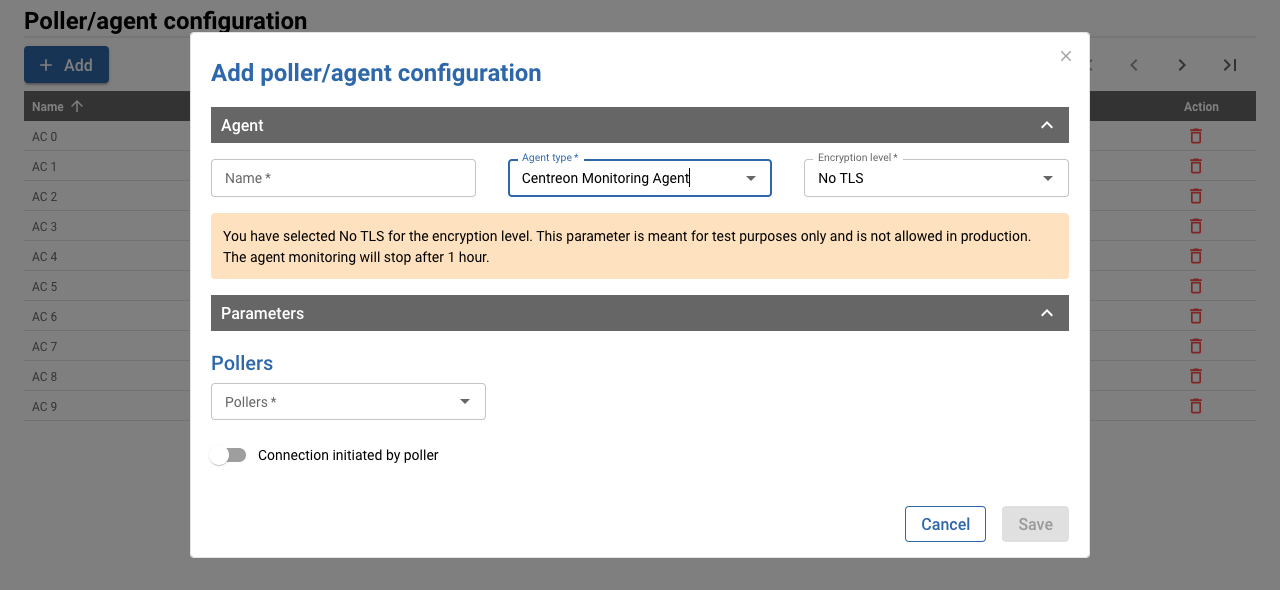 Poller/agent configuration
Add
Name
Action
AC 0
AC 1
AC 2
AC 3
AC 4
AC 5
AC 6
AC 7
AC 8
AC 9
Add poller/agent configuration
Agent
Name *
Agent type *
Centreon Monitoring Agent
Encryption level *
No TLS
You have selected No TLS for the encryption level. This parameter is meant for test purposes only and is not allowed in production.
The agent monitoring will stop after 1 hour.
Parameters
Pollers
Pollers *
Connection initiated by poller
Cancel
Save